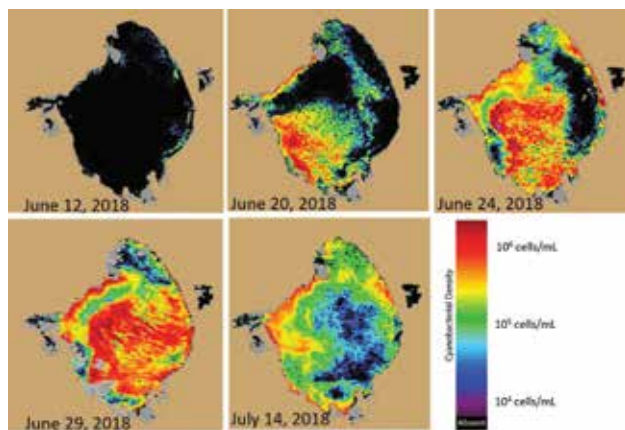 June 12, 2018
June 20, 2018
June 24, 2018
June 29, 2018
July 14, 2018
Cyanobacterial Density
10⁶ cells/mL
10⁵ cells/mL
10⁴ cells/mL